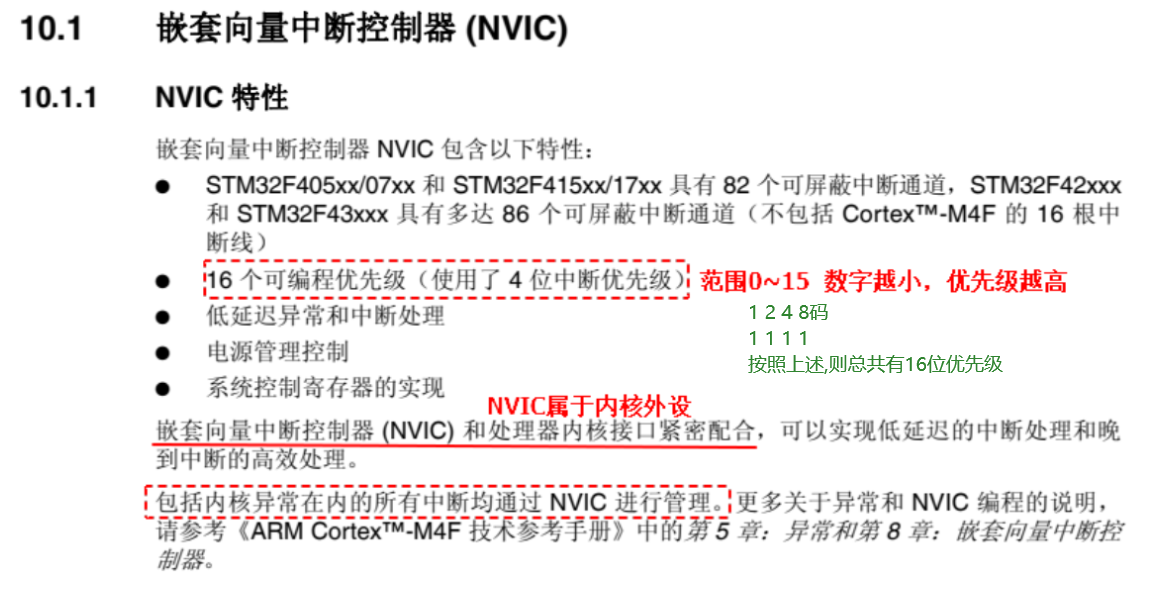 10.1 嵌套向量中断控制器 (NVIC)
10.1.1 NVIC 特性
嵌套向量中断控制器 NVIC 包含以下特性：
● STM32F405xx/07xx 和 STM32F415xx/17xx 具有 82 个可屏蔽中断通道，STM32F42xxx
和 STM32F43xxx 具有多达 86 个可屏蔽中断通道（不包括 Cortex™-M4F 的 16 根中
断线）
● 16 个可编程优先级（使用了 4 位中断优先级） 范围0~15 数字越小，优先级越高
● 低延迟异常和中断处理
1 2 4 8码
1 1 1 1
● 电源管理控制
按照上述,则总共有16位优先级
● 系统控制寄存器的实现
NVIC属于内核外设
嵌套向量中断控制器 (NVIC) 和处理器内核接口紧密配合，可以实现低延迟的中断处理和晚
到中断的高效处理。
包括内核异常在内的所有中断均通过 NVIC 进行管理。更多关于异常和 NVIC 编程的说明，
请参考《ARM Cortex™-M4F 技术参考手册》中的第 5 章：异常和第 8 章：嵌套向量中断控
制器。